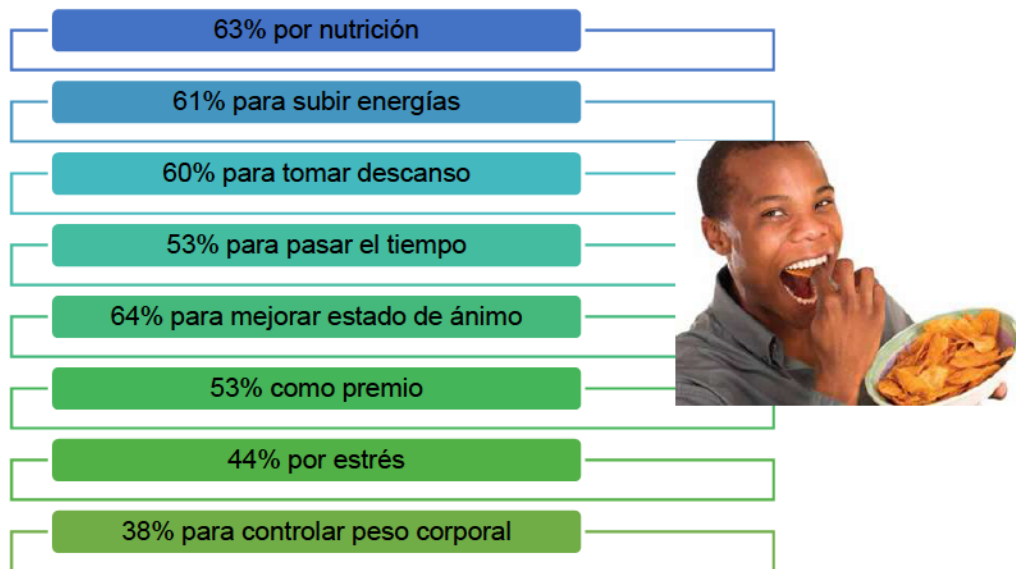 63% por nutrición
61% para subir energías
60% para tomar descanso
53% para pasar el tiempo
64% para mejorar estado de ánimo
53% como premio
44% por estrés
38% para controlar peso corporal